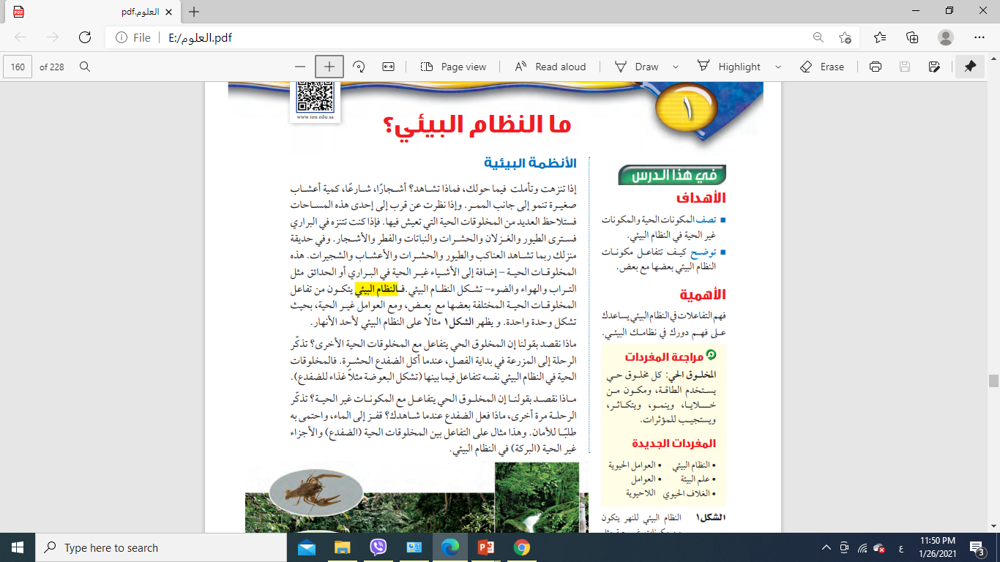 العلوم.pdf
File
E:/العلوم.pdf
160 of 228
Page view
Read aloud
Draw
Highlight
Erase
www.ien.edu.sa
١
ما النظام البيئي؟
في هذا الدرس
الأهداف
■ تصف المكونات الحية والمكونات
غير الحية في النظام البيئي.
■ توضح كيف تتفاعل مكونات
النظام البيئي بعضها مع بعض.
الأهمية
فهم التفاعلات في النظام البيئي يساعدك
على فهم دورك في نظامك البيئي.
مراجعة المفردات
المخلوق الحي: كل مخلوق حي
يستخدم الطاقة، ومكون من
خلايا، وينمو، ويتكاثر،
ويستجيب للمؤثرات.
المفردات الجديدة
• النظام البيئي • العوامل الحيوية
• علم البيئة • العوامل
• الغلاف الحيوي اللاحيوية
الشكل١ النظام البيئي للنهر يتكون
الأنظمة البيئية
إذا تنزهت وتأملت فيما حولك، فماذا تشاهد؟ أشجارًا، شارعًا، كمية أعشاب
صغيرة تنمو إلى جانب الممر. وإذا نظرت عن قرب إلى إحدى هذه المساحات
فستلاحظ العديد من المخلوقات الحية التي تعيش فيها. فإذا كنت تتنزه في البراري
فسترى الطيور والغزلان والحشرات والنباتات والفطر والأشجار. وفي حديقة
منزلك ربما تشاهد العناكب والطيور والحشرات والأعشاب والشجيرات. هذه
المخلوقات الحية – إضافة إلى الأشياء غير الحية في البراري أو الحدائق مثل
التراب والهواء والضوء– تشكل النظام البيئي. فالنظام البيئي يتكون من تفاعل
المخلوقات الحية المختلفة بعضها مع بعض، ومع العوامل غير الحية، بحيث
تشكل وحدة واحدة. و يظهر الشكل١ مثالًا على النظام البيئي لأحد الأنهار.
ماذا نقصد بقولنا إن المخلوق الحي يتفاعل مع المخلوقات الحية الأخرى؟ تذكّر
الرحلة إلى المزرعة في بداية الفصل، عندما أكل الضفدع الحشرة. فالمخلوقات
الحية في النظام البيئي نفسه تتفاعل فيما بينها (تشكل البعوضة مثلاً غذاء للضفدع).
ماذا نقصد بقولنا إن المخلوق الحي يتفاعل مع المكونات غير الحية؟ تذكّر
الرحلة مرة أخرى، ماذا فعل الضفدع عندما شاهدك؟ قفز إلى الماء، واحتمى به
طلبًا للأمان. وهذا مثال على التفاعل بين المخلوقات الحية (الضفدع) والأجزاء
غير الحية (البركة) في النظام البيئي.
Type here to search
ع
11:50 PM
1/26/2021
3